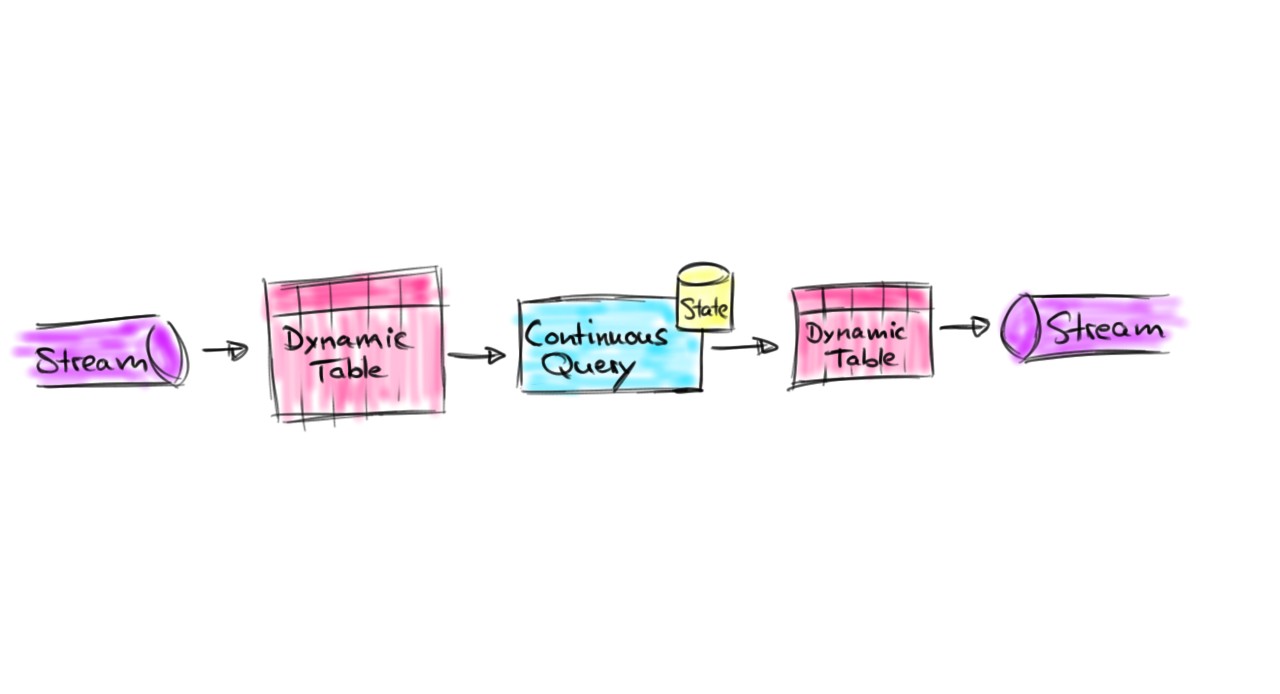 Stream
Dynamic
Table
Continuous
Query
State
Dynamic
Table
Stream